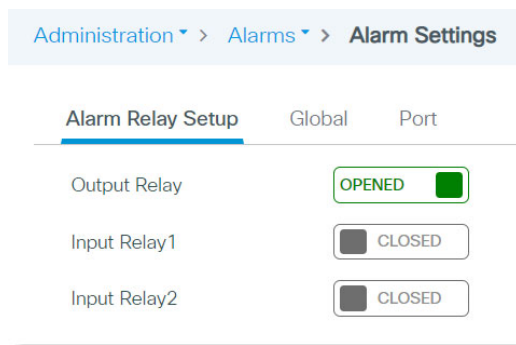 Administration > Alarms > Alarm Settings
Alarm Relay Setup Global Port
Output Relay OPENED
Input Relay1 CLOSED
Input Relay2 CLOSED